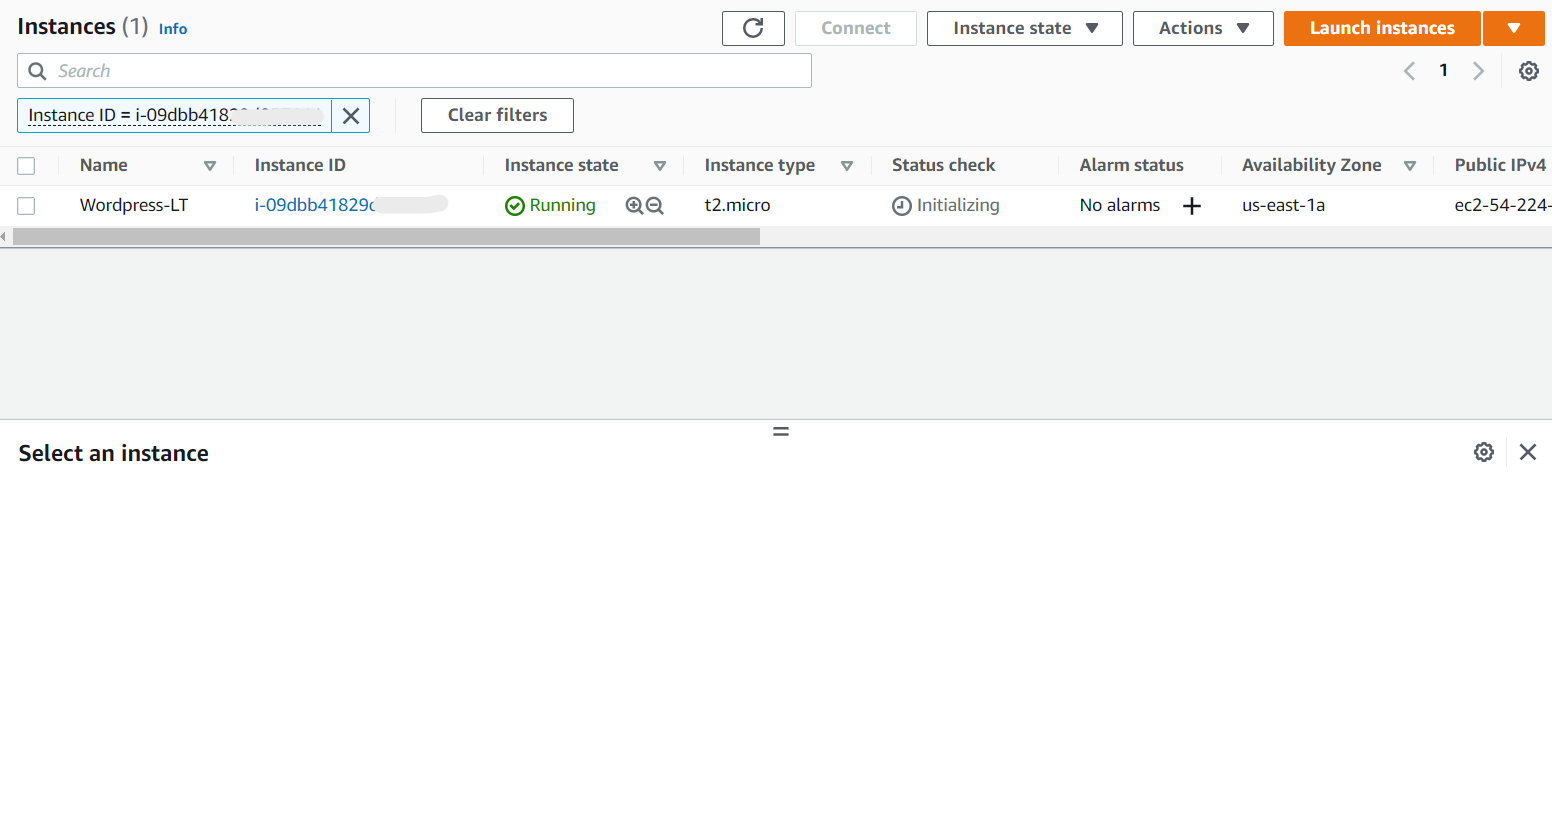 Instances (1) Info
Connect
Instance state
Actions
Launch instances
Search
1
Instance ID = i-09dbb418
Clear filters
Name
Instance ID
Instance state
Instance type
Status check
Alarm status
Availability Zone
Public IPv4
Wordpress-LT
i-09dbb41829
Running
t2.micro
Initializing
No alarms
us-east-1a
ec2-54-224-
Select an instance